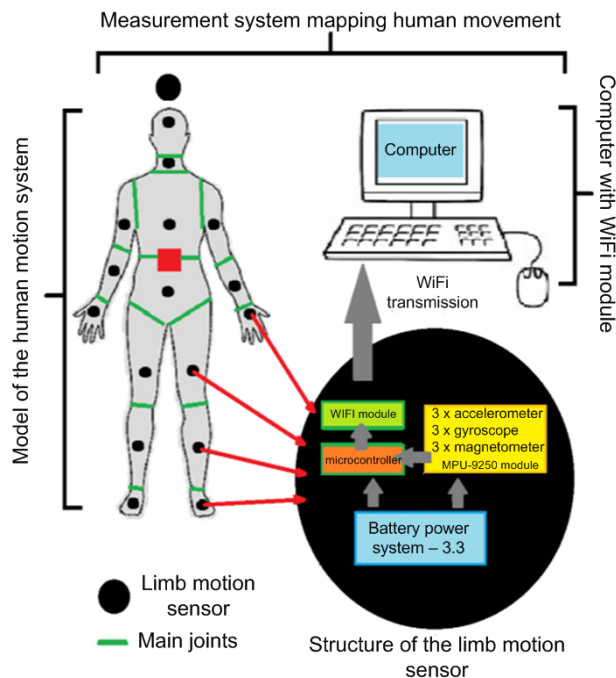 Measurement system mapping human movement
Model of the human motion system
Computer with WiFi
module
Computer
WiFi
transmission
WIFI module
microcontroller
3 x accelerometer
3 x gyroscope
3 x magnetometer
MPU-9250 module
Battery power
system – 3.3
Limb motion
sensor
Main joints
Structure of the limb motion
sensor